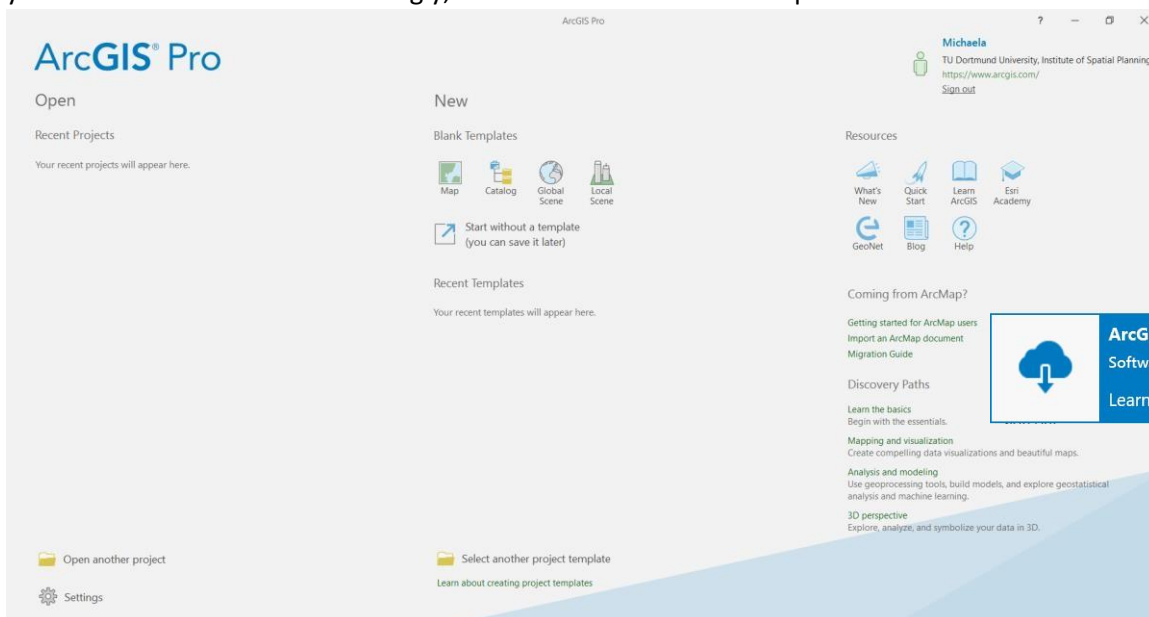 ArcGIS Pro
?
ArcGIS® Pro
Michaela
TU Dortmund University, Institute of Spatial Planning
https://www.arcgis.com/
Sign out
Open
Recent Projects
Your recent projects will appear here.
New
Blank Templates
Map
Catalog
Global Scene
Local Scene
Start without a template
(you can save it later)
Recent Templates
Your recent templates will appear here.
Resources
What's New
Quick Start
Learn ArcGIS
Esri Academy
GeoNet
Blog
Help
Coming from ArcMap?
Getting started for ArcMap users
Import an ArcMap document
Migration Guide
ArcG
Softw
Learn
Discovery Paths
Learn the basics
Begin with the essentials.
Mapping and visualization
Create compelling data visualizations and beautiful maps.
Analysis and modeling
Use geoprocessing tools, build models, and explore geostatistical
analysis and machine learning.
3D perspective
Explore, analyze, and symbolize your data in 3D.
Open another project
Settings
Select another project template
Learn about creating project templates